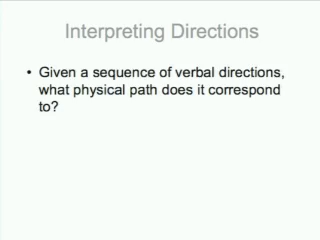 Interpreting Directions
• Given a sequence of verbal directions,
what physical path does it correspond
to?